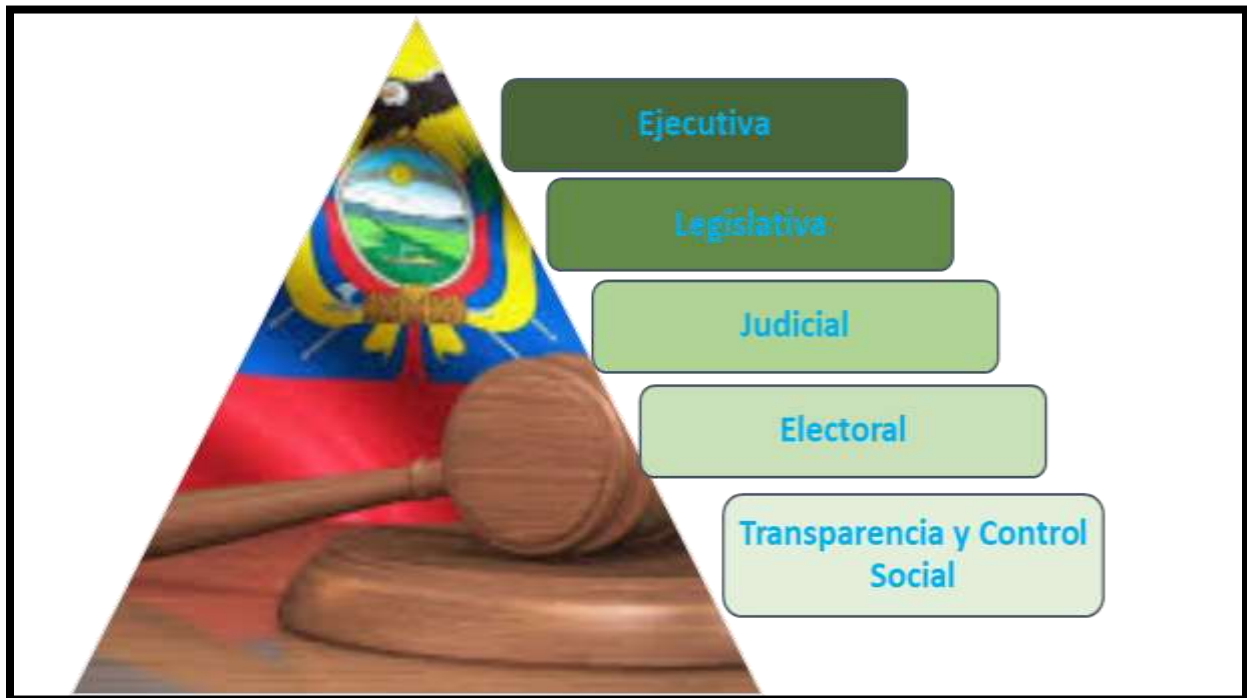 Ejecutiva
Legislativa
Judicial
Electoral
Transparencia y Control
Social